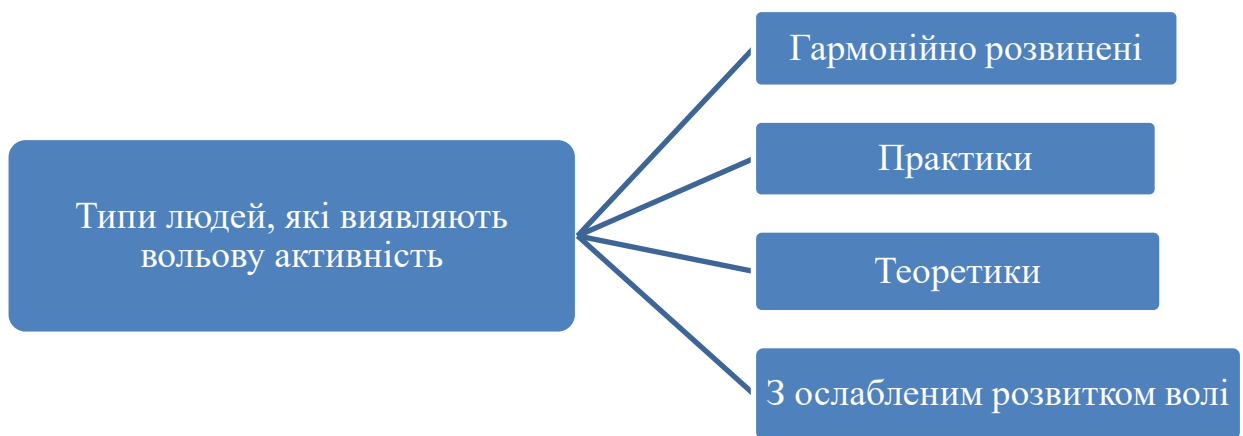 Типи людей, які виявляють
вольову активність
Гармонійно розвинені
Практики
Теоретики
З ослабленим розвитком волі